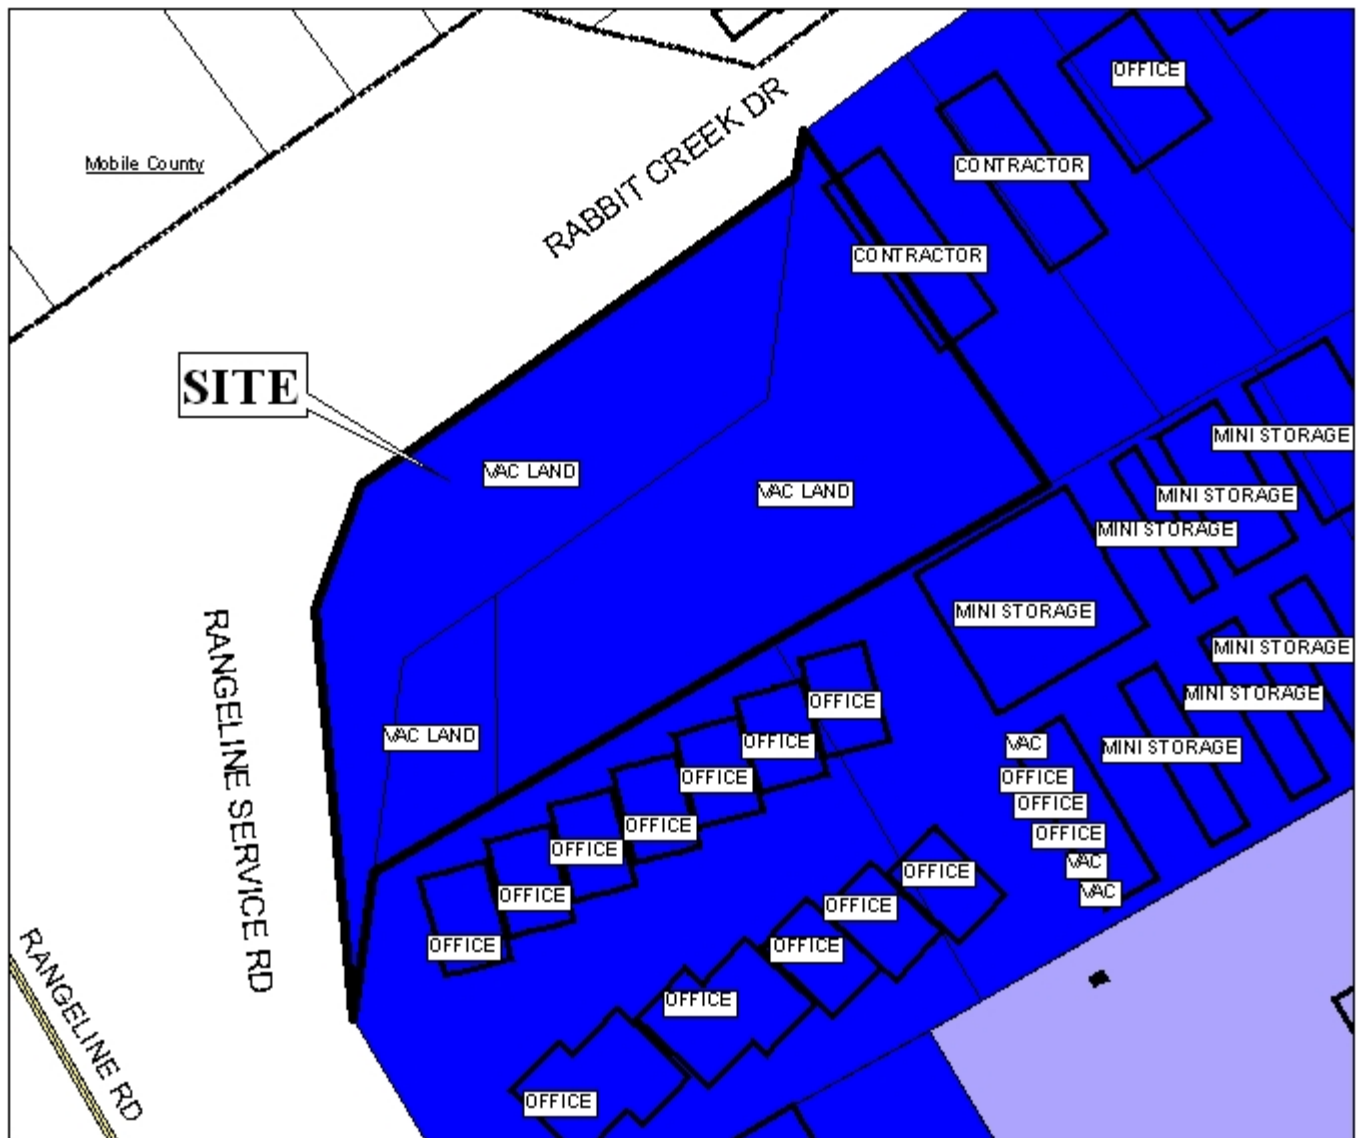 OFFICE
RABBIT CREEK DR
Mobile County
CONTRACTOR
CONTRACTOR
SITE
MINI STORAGE
VAC LAND
VAC LAND
MINI STORAGE
MINI STORAGE
MINI STORAGE
RANGELINE SERVICE RD
MINI STORAGE
MINI STORAGE
OFFICE
VAC LAND
OFFICE
VAC
MINI STORAGE
OFFICE
OFFICE
OFFICE
OFFICE
OFFICE
OFFICE
VAC
OFFICE
OFFICE
VAC
OFFICE
OFFICE
OFFICE
OFFICE
RANGELINE RD
OFFICE